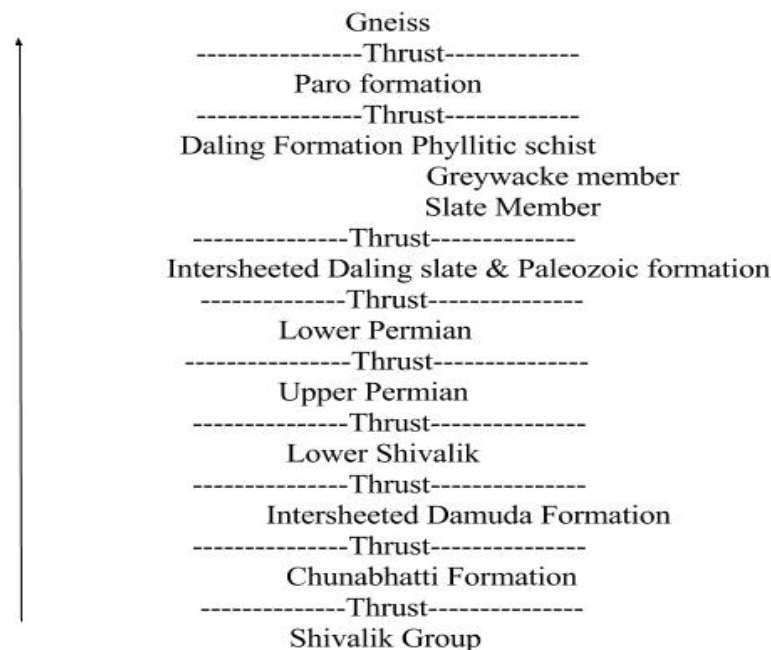 Gneiss
----------------Thrust-------------
Paro formation
----------------Thrust-------------
Daling Formation Phyllitic schist
Greywacke member
Slate Member
---------------Thrust--------------
Intersheeted Daling slate & Paleozoic formation
--------------Thrust---------------
Lower Permian
----------------Thrust---------------
Upper Permian
---------------Thrust---------------
Lower Shivalik
---------------Thrust---------------
Intersheeted Damuda Formation
---------------Thrust---------------
Chunabhatti Formation
--------------Thrust---------------
Shivalik Group